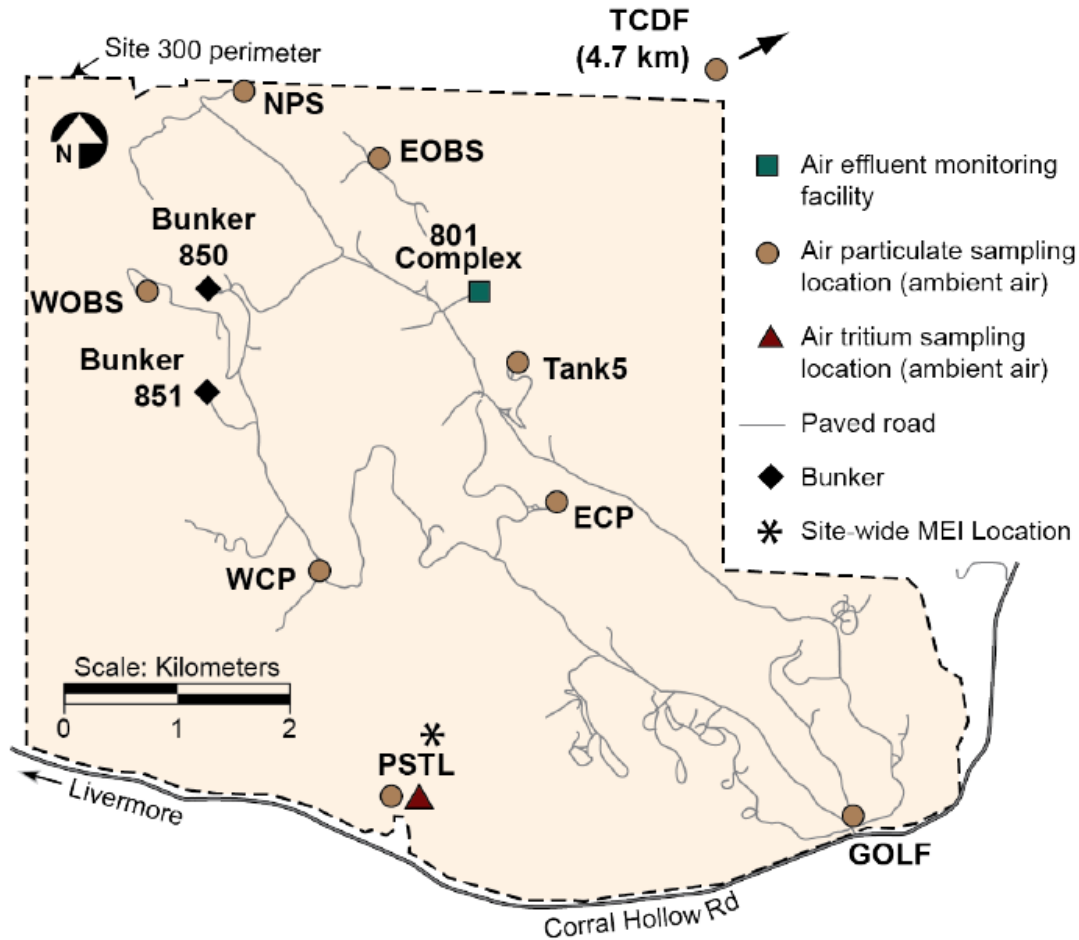 TCDF
(4.7 km)
Site 300 perimeter
NPS
N
EOBS
Bunker
850
801
Complex
WOBS
Bunker
851
Tank5
ECP
WCP
Scale: Kilometers
0 1 2
PSTL
Livermore
GOLF
Corral Hollow Rd
Air effluent monitoring
facility
Air particulate sampling
location (ambient air)
Air tritium sampling
location (ambient air)
Paved road
Bunker
Site-wide MEI Location